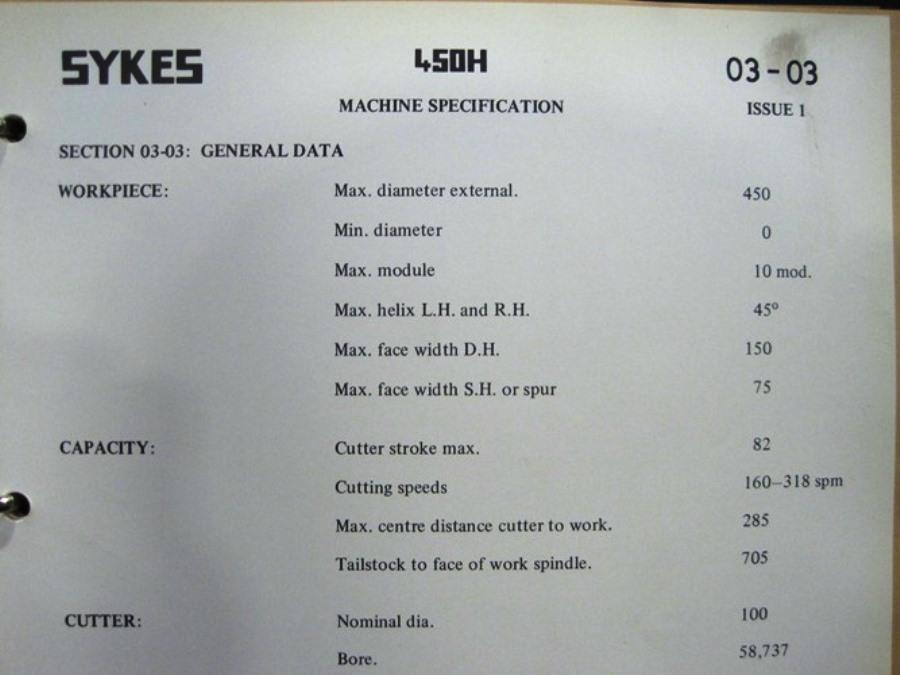 SYKES 450H 03-03
MACHINE SPECIFICATION ISSUE 1
SECTION 03-03: GENERAL DATA
WORKPIECE: Max. diameter external. 450
Min. diameter 0
Max. module 10 mod.
Max. helix L.H. and R.H. 45°
Max. face width D.H. 150
Max. face width S.H. or spur 75
CAPACITY: Cutter stroke max. 82
Cutting speeds 160–318 spm
Max. centre distance cutter to work. 285
Tailstock to face of work spindle. 705
CUTTER: Nominal dia. 100
Bore. 58,737